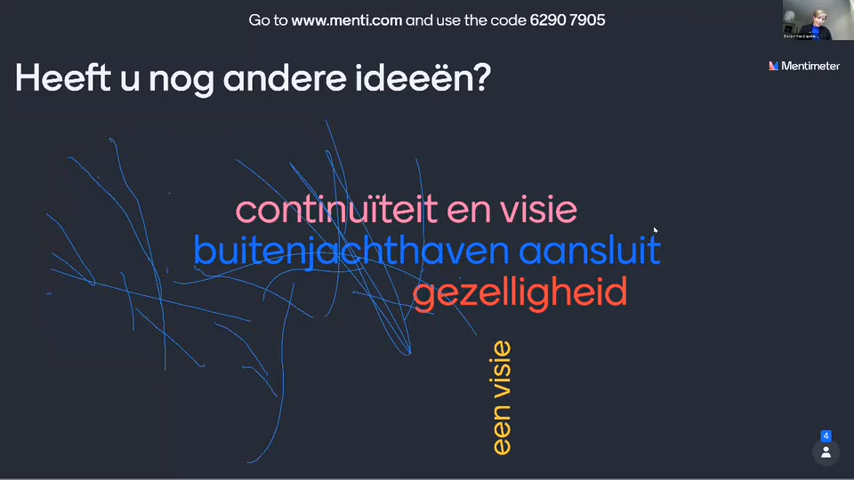 Go to www.menti.com and use the code 6290 7905
Heeft u nog andere ideeën?
Mentimeter
continuïteit en visie
buitenjachthaven aansluit
gezelligheid
een visie
4